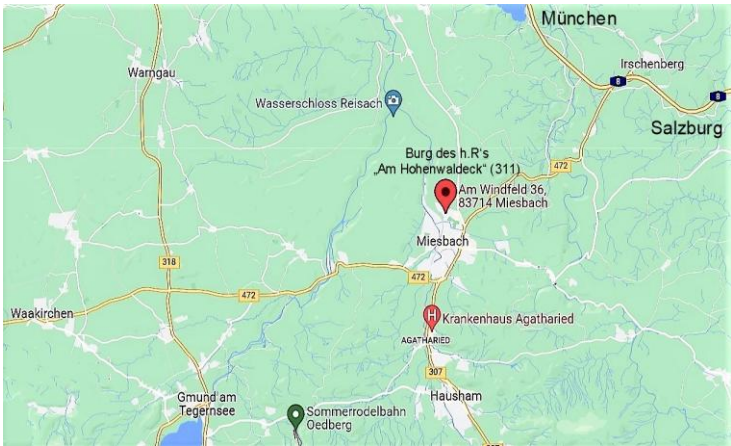 München
8
Irschenberg
8
Warngau
Wasserschloss Reisach
Salzburg
Burg des h.R's
„Am Hohenwaldeck“ (311)
472
Am Windfeld 36,
83714 Miesbach
Miesbach
318
472
472
Waakirchen
H
Krankenhaus Agatharied
AGATHARIED
307
Gmund am
Tegernsee
Hausham
Sommerrodelbahn
Oedberg